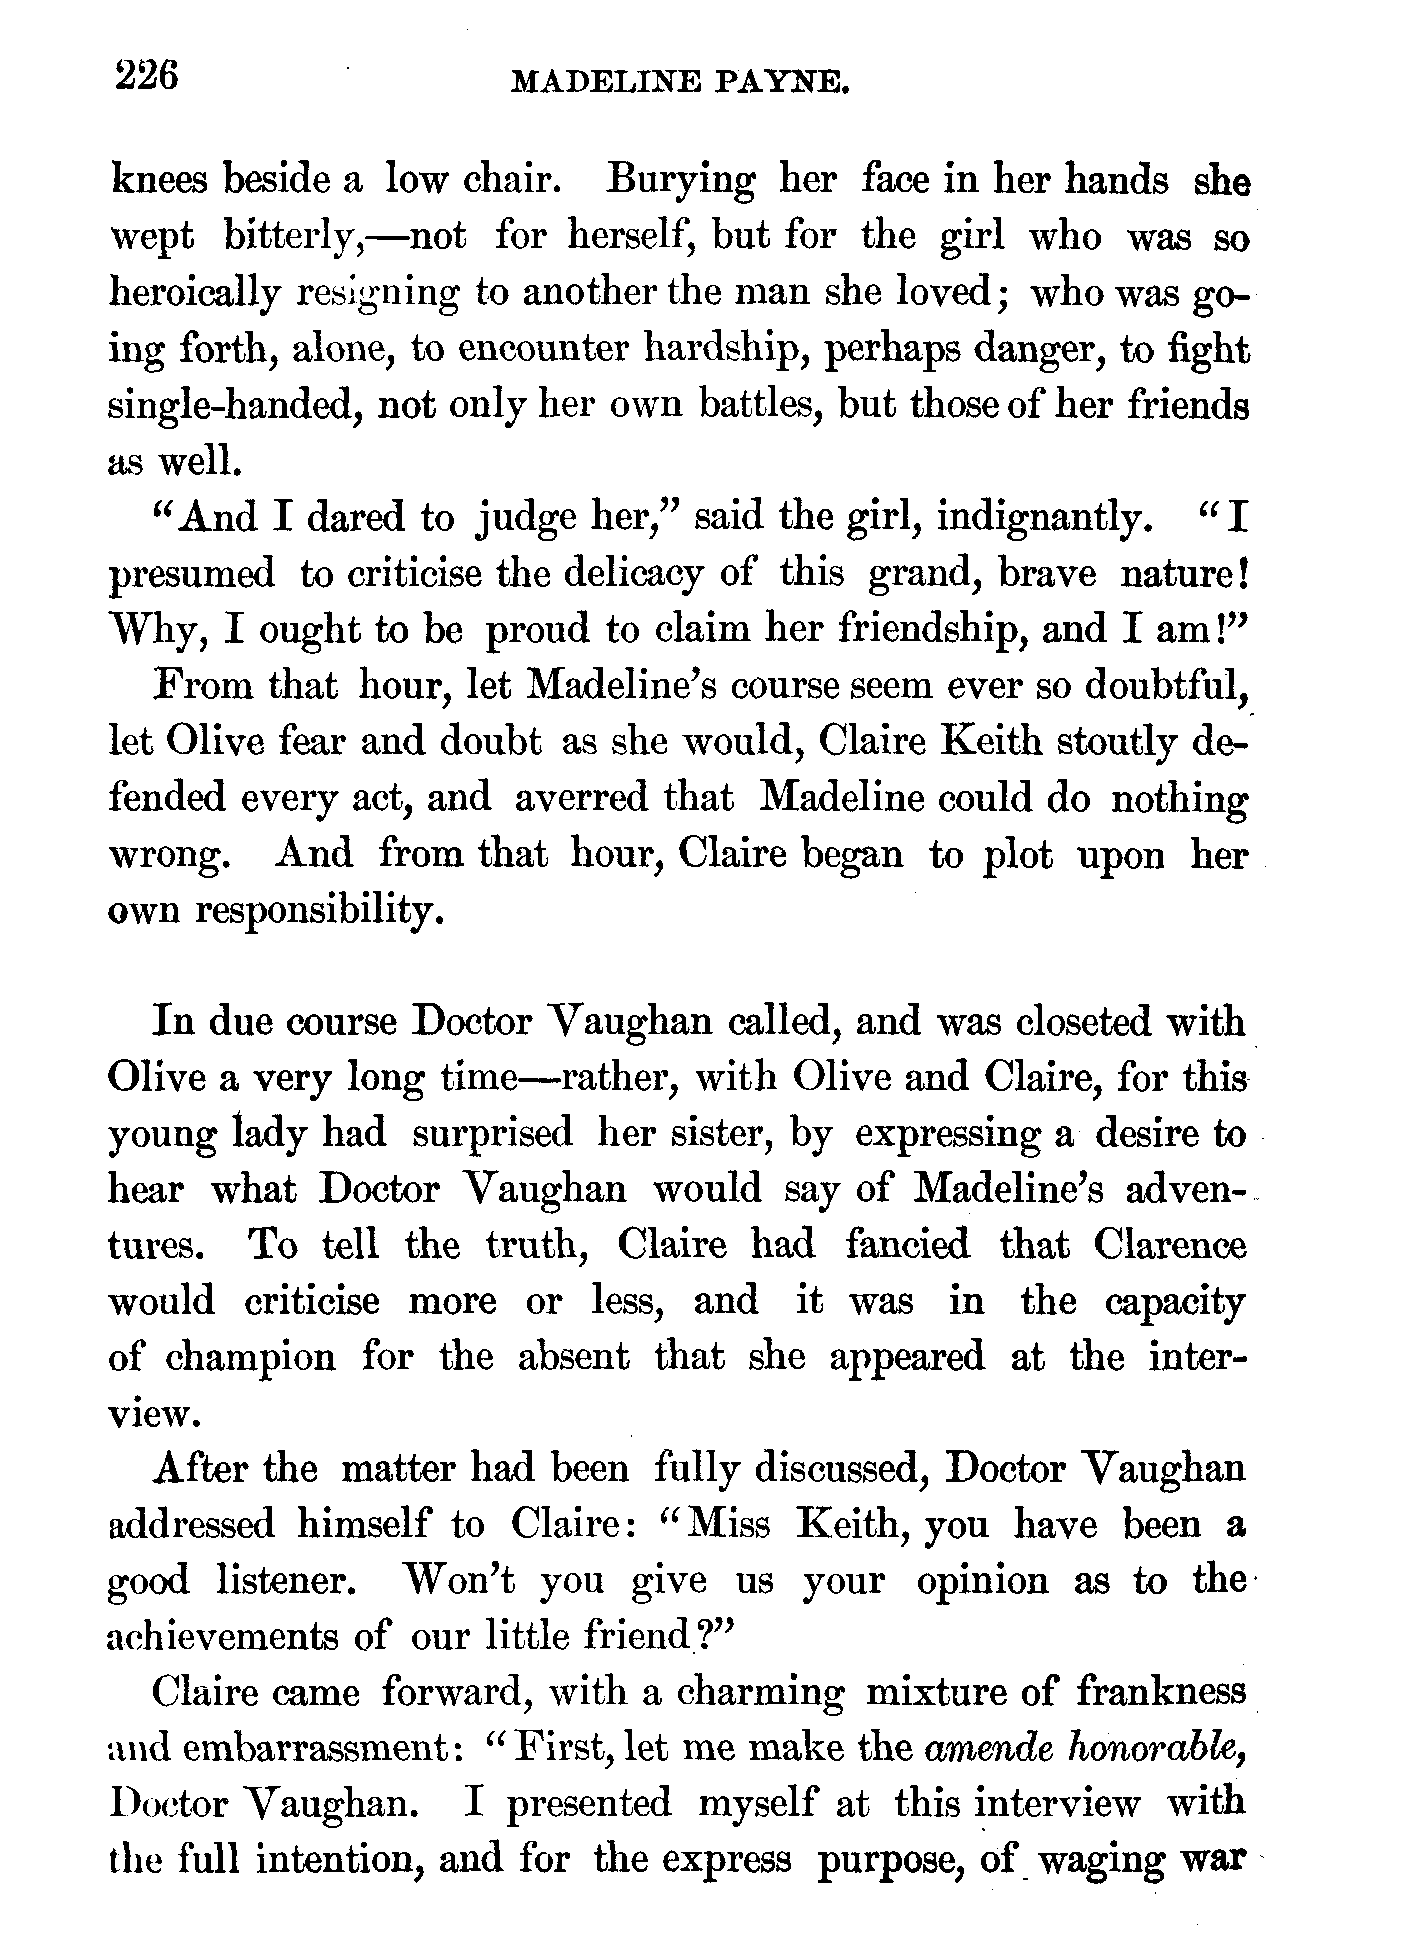 226 MADELINE PAYNE.
knees beside a low chair. Burying her face in her hands she
wept bitterly,—not for herself, but for the girl who was so
heroically resigning to another the man she loved; who was go-
ing forth, alone, to encounter hardship, perhaps danger, to fight
single-handed, not only her own battles, but those of her friends
as well.
"And I dared to judge her," said the girl, indignantly. "I
presumed to criticise the delicacy of this grand, brave nature!
Why, I ought to be proud to claim her friendship, and I am!"
From that hour, let Madeline's course seem ever so doubtful,
let Olive fear and doubt as she would, Claire Keith stoutly de-
fended every act, and averred that Madeline could do nothing
wrong. And from that hour, Claire began to plot upon her
own responsibility.
In due course Doctor Vaughan called, and was closeted with
Olive a very long time—rather, with Olive and Claire, for this
young lady had surprised her sister, by expressing a desire to
hear what Doctor Vaughan would say of Madeline's adven-
tures. To tell the truth, Claire had fancied that Clarence
would criticise more or less, and it was in the capacity
of champion for the absent that she appeared at the inter-
view.
After the matter had been fully discussed, Doctor Vaughan
addressed himself to Claire: "Miss Keith, you have been a
good listener. Won't you give us your opinion as to the
achievements of our little friend?"
Claire came forward, with a charming mixture of frankness
and embarrassment: "First, let me make the amende honorable,
Doctor Vaughan. I presented myself at this interview with
the full intention, and for the express purpose, of waging war